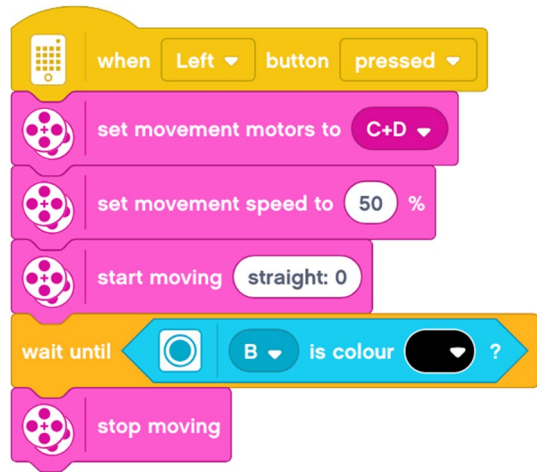 when Left button pressed
set movement motors to C+D
set movement speed to 50 %
start moving straight: 0
wait until B is colour ?
stop moving